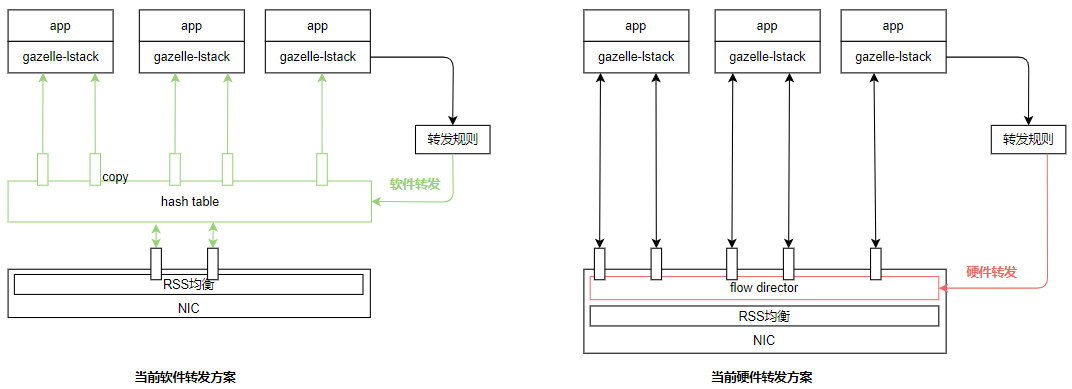 app
app
app
gazelle-lstack
gazelle-lstack
gazelle-lstack
转发规则
copy
软件转发
hash table
RSS均衡
NIC
当前软件转发方案
app
app
app
gazelle-lstack
gazelle-lstack
gazelle-lstack
转发规则
硬件转发
flow director
RSS均衡
NIC
当前硬件转发方案